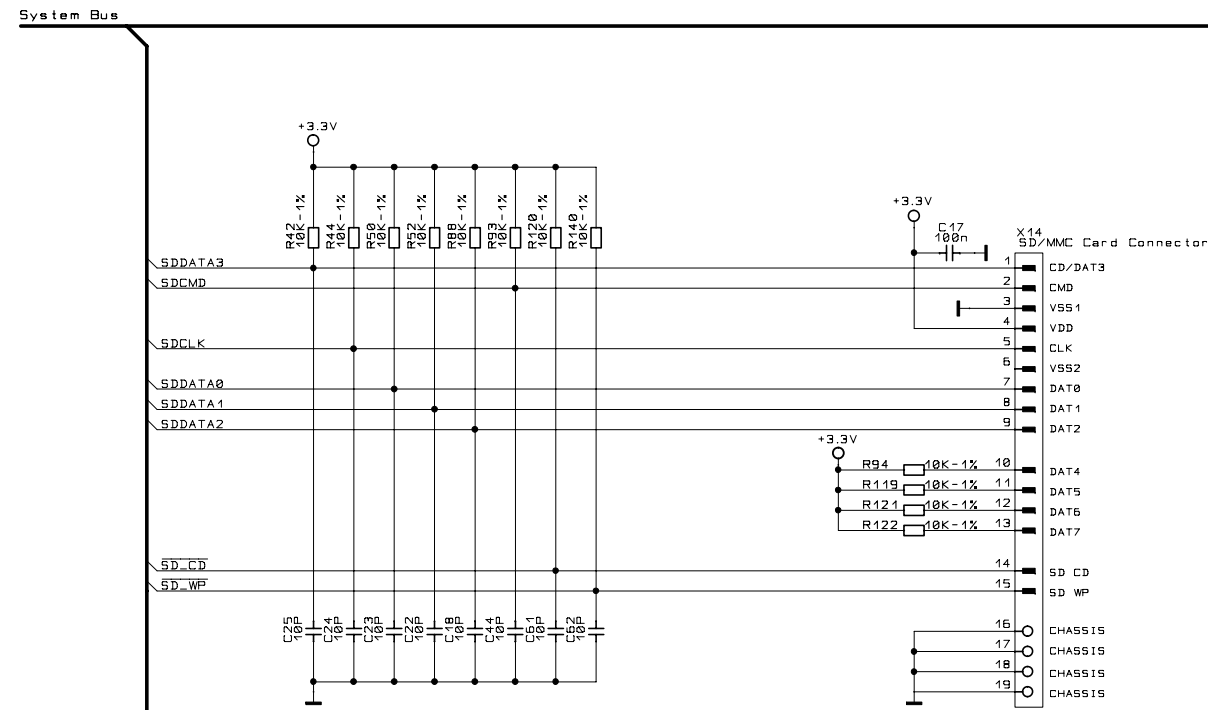 System Bus
+3.3V
R42 10K-1%
R44 10K-1%
R50 10K-1%
R52 10K-1%
R88 10K-1%
R93 10K-1%
R120 10K-1%
R140 10K-1%
+3.3V
C17
100n
X14
SD/MMC Card Connector
SDDATA3 1 CD/DAT3
SDCMD 2 CMD
3 VSS1
4 VDD
SDCLK 5 CLK
6 VSS2
SDDATA0 7 DAT0
SDDATA1 8 DAT1
SDDATA2 9 DAT2
+3.3V
R94 10K-1% 10 DAT4
R119 10K-1% 11 DAT5
R121 10K-1% 12 DAT6
R122 10K-1% 13 DAT7
SD_CD 14 SD CD
SD_WP 15 SD WP
C25 10P
C24 10P
C23 10P
C22 10P
C18 10P
C44 10P
C61 10P
C62 10P
16 CHASSIS
17 CHASSIS
18 CHASSIS
19 CHASSIS